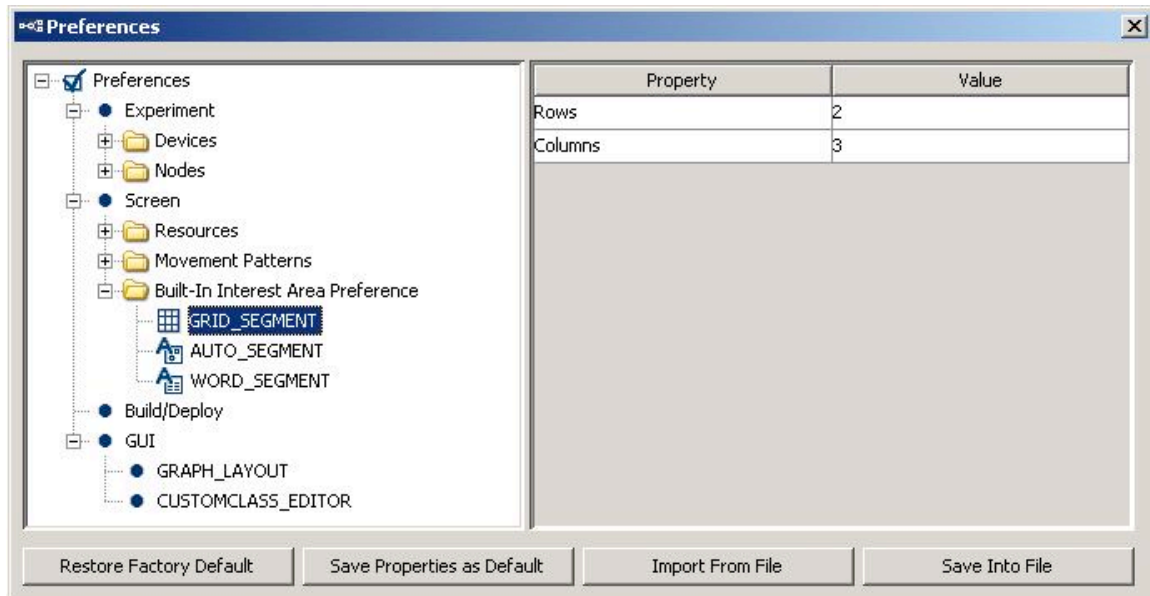 Preferences
Preferences
Experiment
Devices
Nodes
Screen
Resources
Movement Patterns
Built-In Interest Area Preference
GRID_SEGMENT
AUTO_SEGMENT
WORD_SEGMENT
Build/Deploy
GUI
GRAPH_LAYOUT
CUSTOMCLASS_EDITOR
Property Value
Rows 2
Columns 3
Restore Factory Default Save Properties as Default Import From File Save Into File